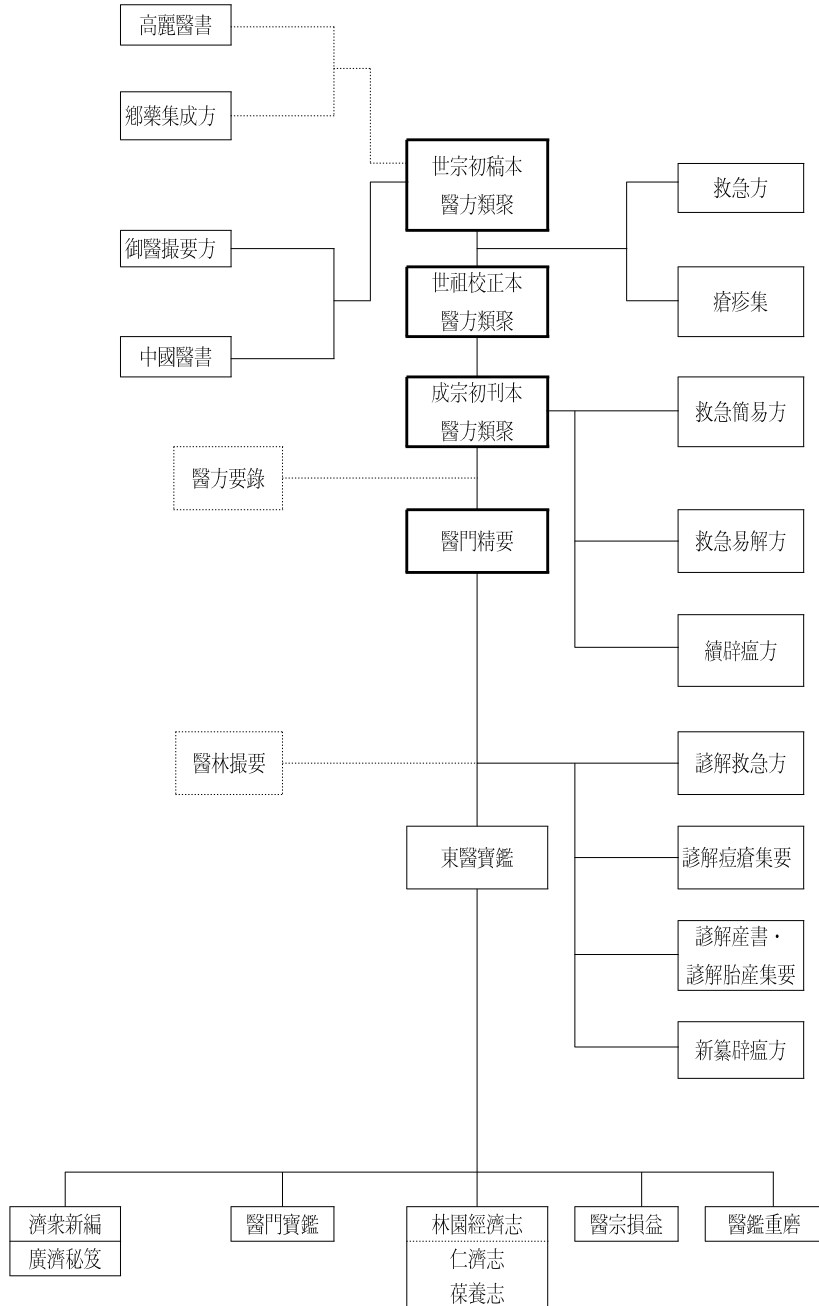 高麗醫書
鄕藥集成方
世宗初稿本
醫方類聚
救急方
御醫撮要方
世祖校正本
醫方類聚
瘡疹集
中國醫書
成宗初刊本
醫方類聚
救急簡易方
醫方要錄
醫門精要
救急易解方
續辟瘟方
醫林撮要
諺解救急方
東醫寶鑑
諺解痘瘡集要
諺解産書·
諺解胎産集要
新纂辟瘟方
濟衆新編
廣濟秘笈
醫門寶鑑
林園經濟志
仁濟志
葆養志
醫宗損益
醫鑑重磨